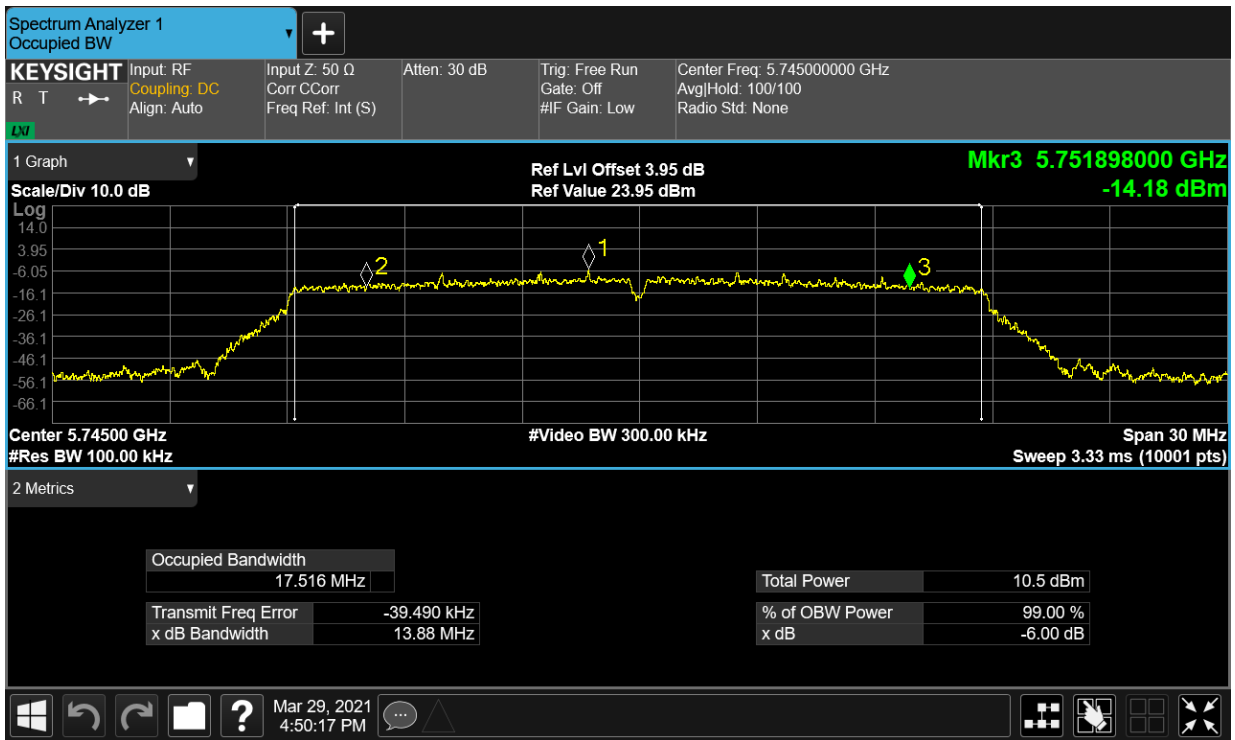 Spectrum Analyzer 1
Occupied BW
KEYSIGHT
R T
LXI
Input: RF
Coupling: DC
Align: Auto
Input Z: 50 Ω
Corr CCorr
Freq Ref: Int (S)
Atten: 30 dB
Trig: Free Run
Gate: Off
#IF Gain: Low
Center Freq: 5.745000000 GHz
Avg|Hold: 100/100
Radio Std: None
1 Graph
Scale/Div 10.0 dB
Ref Lvl Offset 3.95 dB
Ref Value 23.95 dBm
Mkr3 5.751898000 GHz
-14.18 dBm
Log
14.0
3.95
-6.05
-16.1
-26.1
-36.1
-46.1
-56.1
-66.1
2
1
3
Center 5.74500 GHz
#Video BW 300.00 kHz
Span 30 MHz
#Res BW 100.00 kHz
Sweep 3.33 ms (10001 pts)
2 Metrics
Occupied Bandwidth
17.516 MHz
Transmit Freq Error -39.490 kHz
x dB Bandwidth 13.88 MHz
Total Power 10.5 dBm
% of OBW Power 99.00 %
x dB -6.00 dB
?
Mar 29, 2021
4:50:17 PM